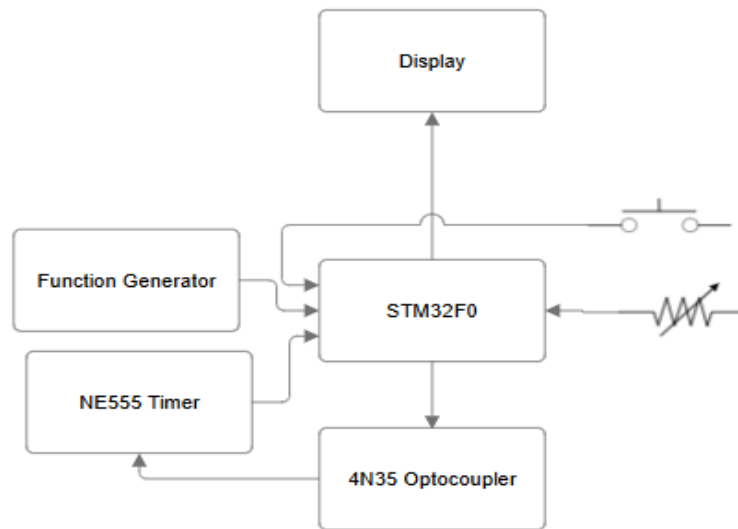 Display
Function Generator
STM32F0
NE555 Timer
4N35 Optocoupler